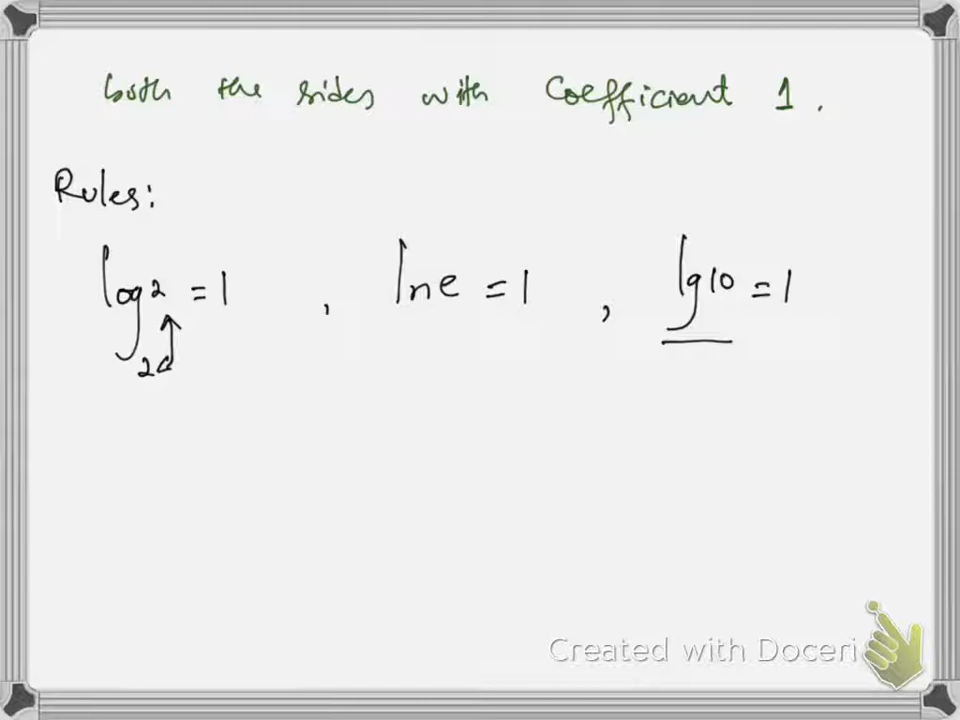 both the sides with Coefficient 1.
Rules:
log₂2 = 1 , ln e = 1 , lg10 = 1
Created with Doceri